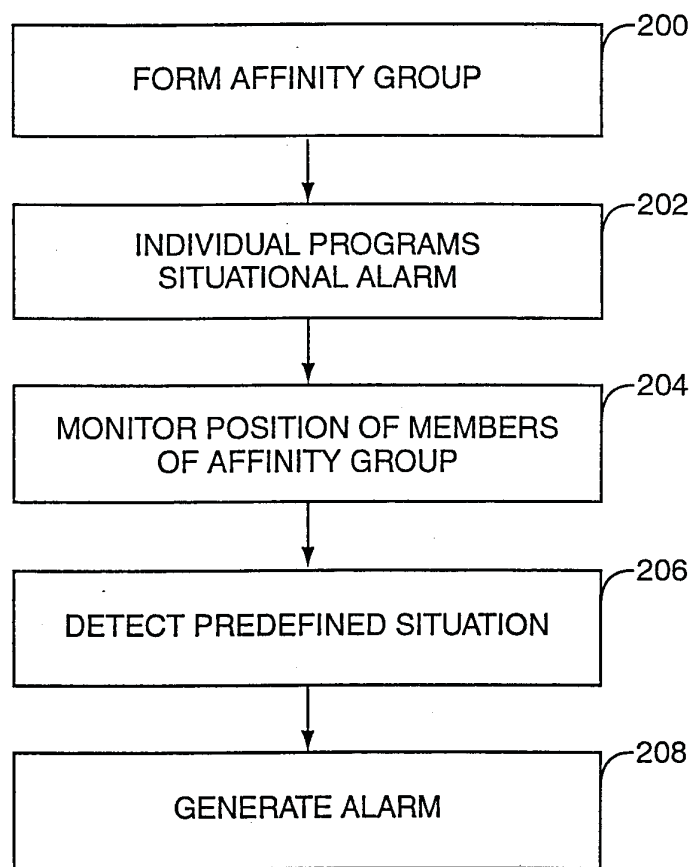 200
FORM AFFINITY GROUP
202
INDIVIDUAL PROGRAMS
SITUATIONAL ALARM
204
MONITOR POSITION OF MEMBERS
OF AFFINITY GROUP
206
DETECT PREDEFINED SITUATION
208
GENERATE ALARM